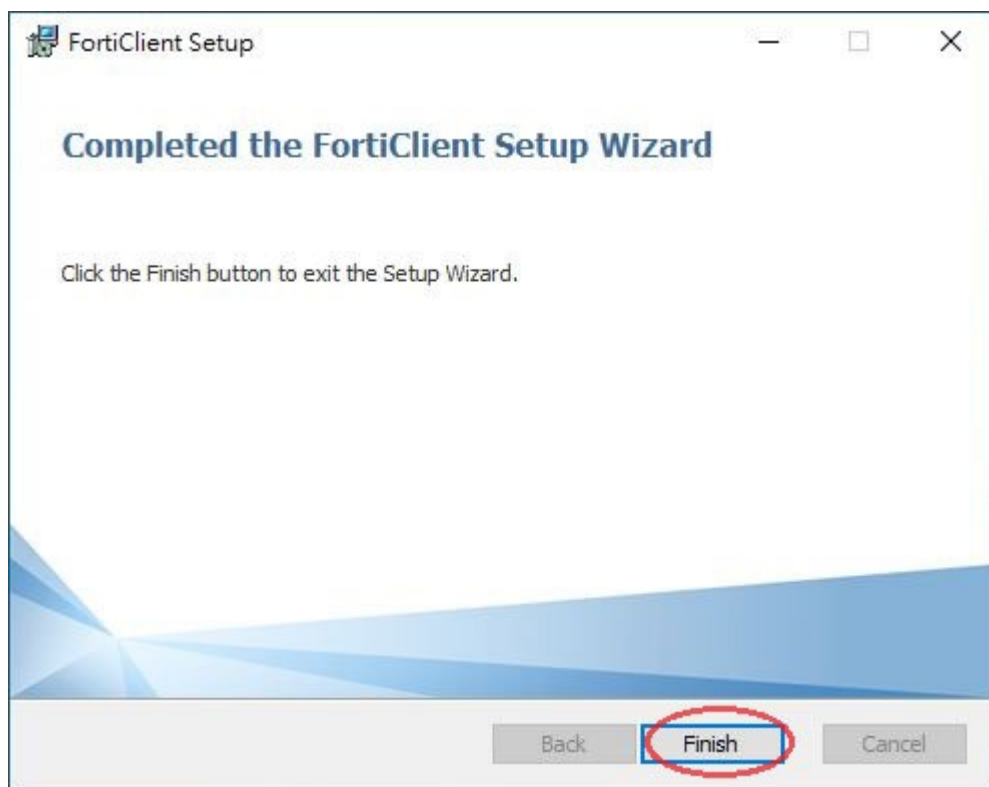 FortiClient Setup
Completed the FortiClient Setup Wizard
Click the Finish button to exit the Setup Wizard.
Back Finish Cancel